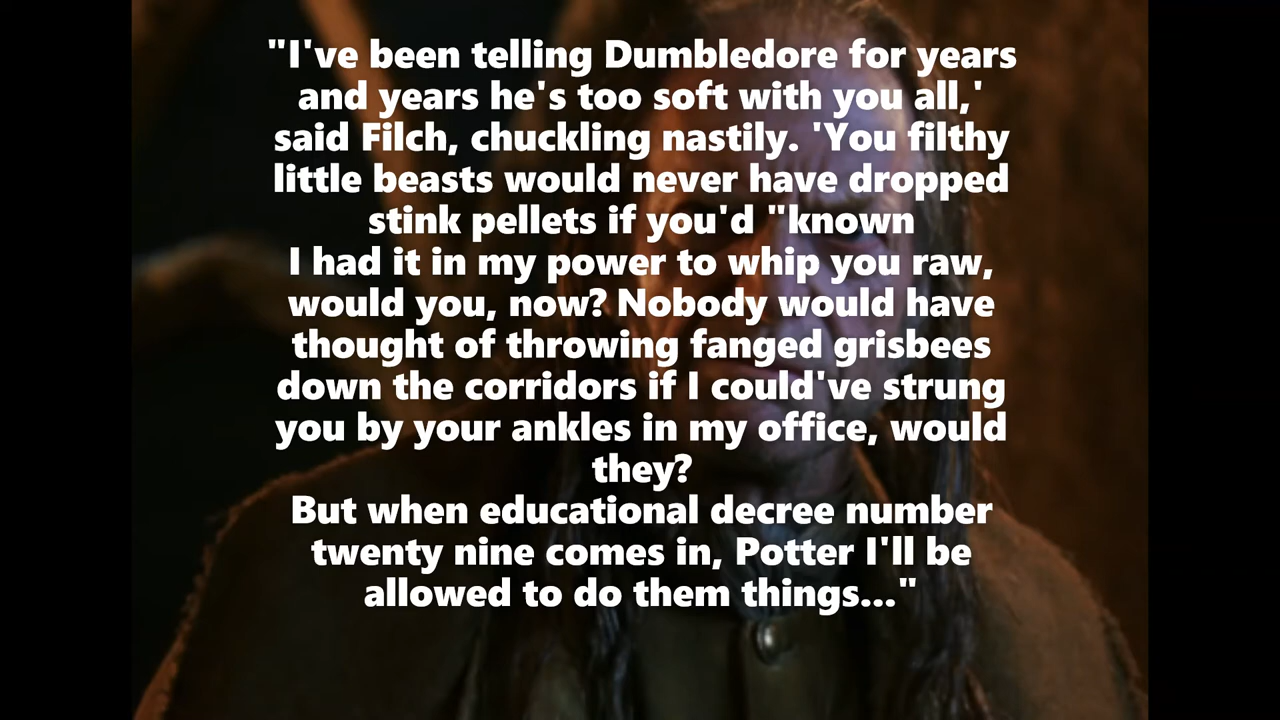 "I've been telling Dumbledore for years
and years he's too soft with you all,'
said Filch, chuckling nastily. 'You filthy
little beasts would never have dropped
stink pellets if you'd "known
I had it in my power to whip you raw,
would you, now? Nobody would have
thought of throwing fanged grisbees
down the corridors if I could've strung
you by your ankles in my office, would
they?
But when educational decree number
twenty nine comes in, Potter I'll be
allowed to do them things..."